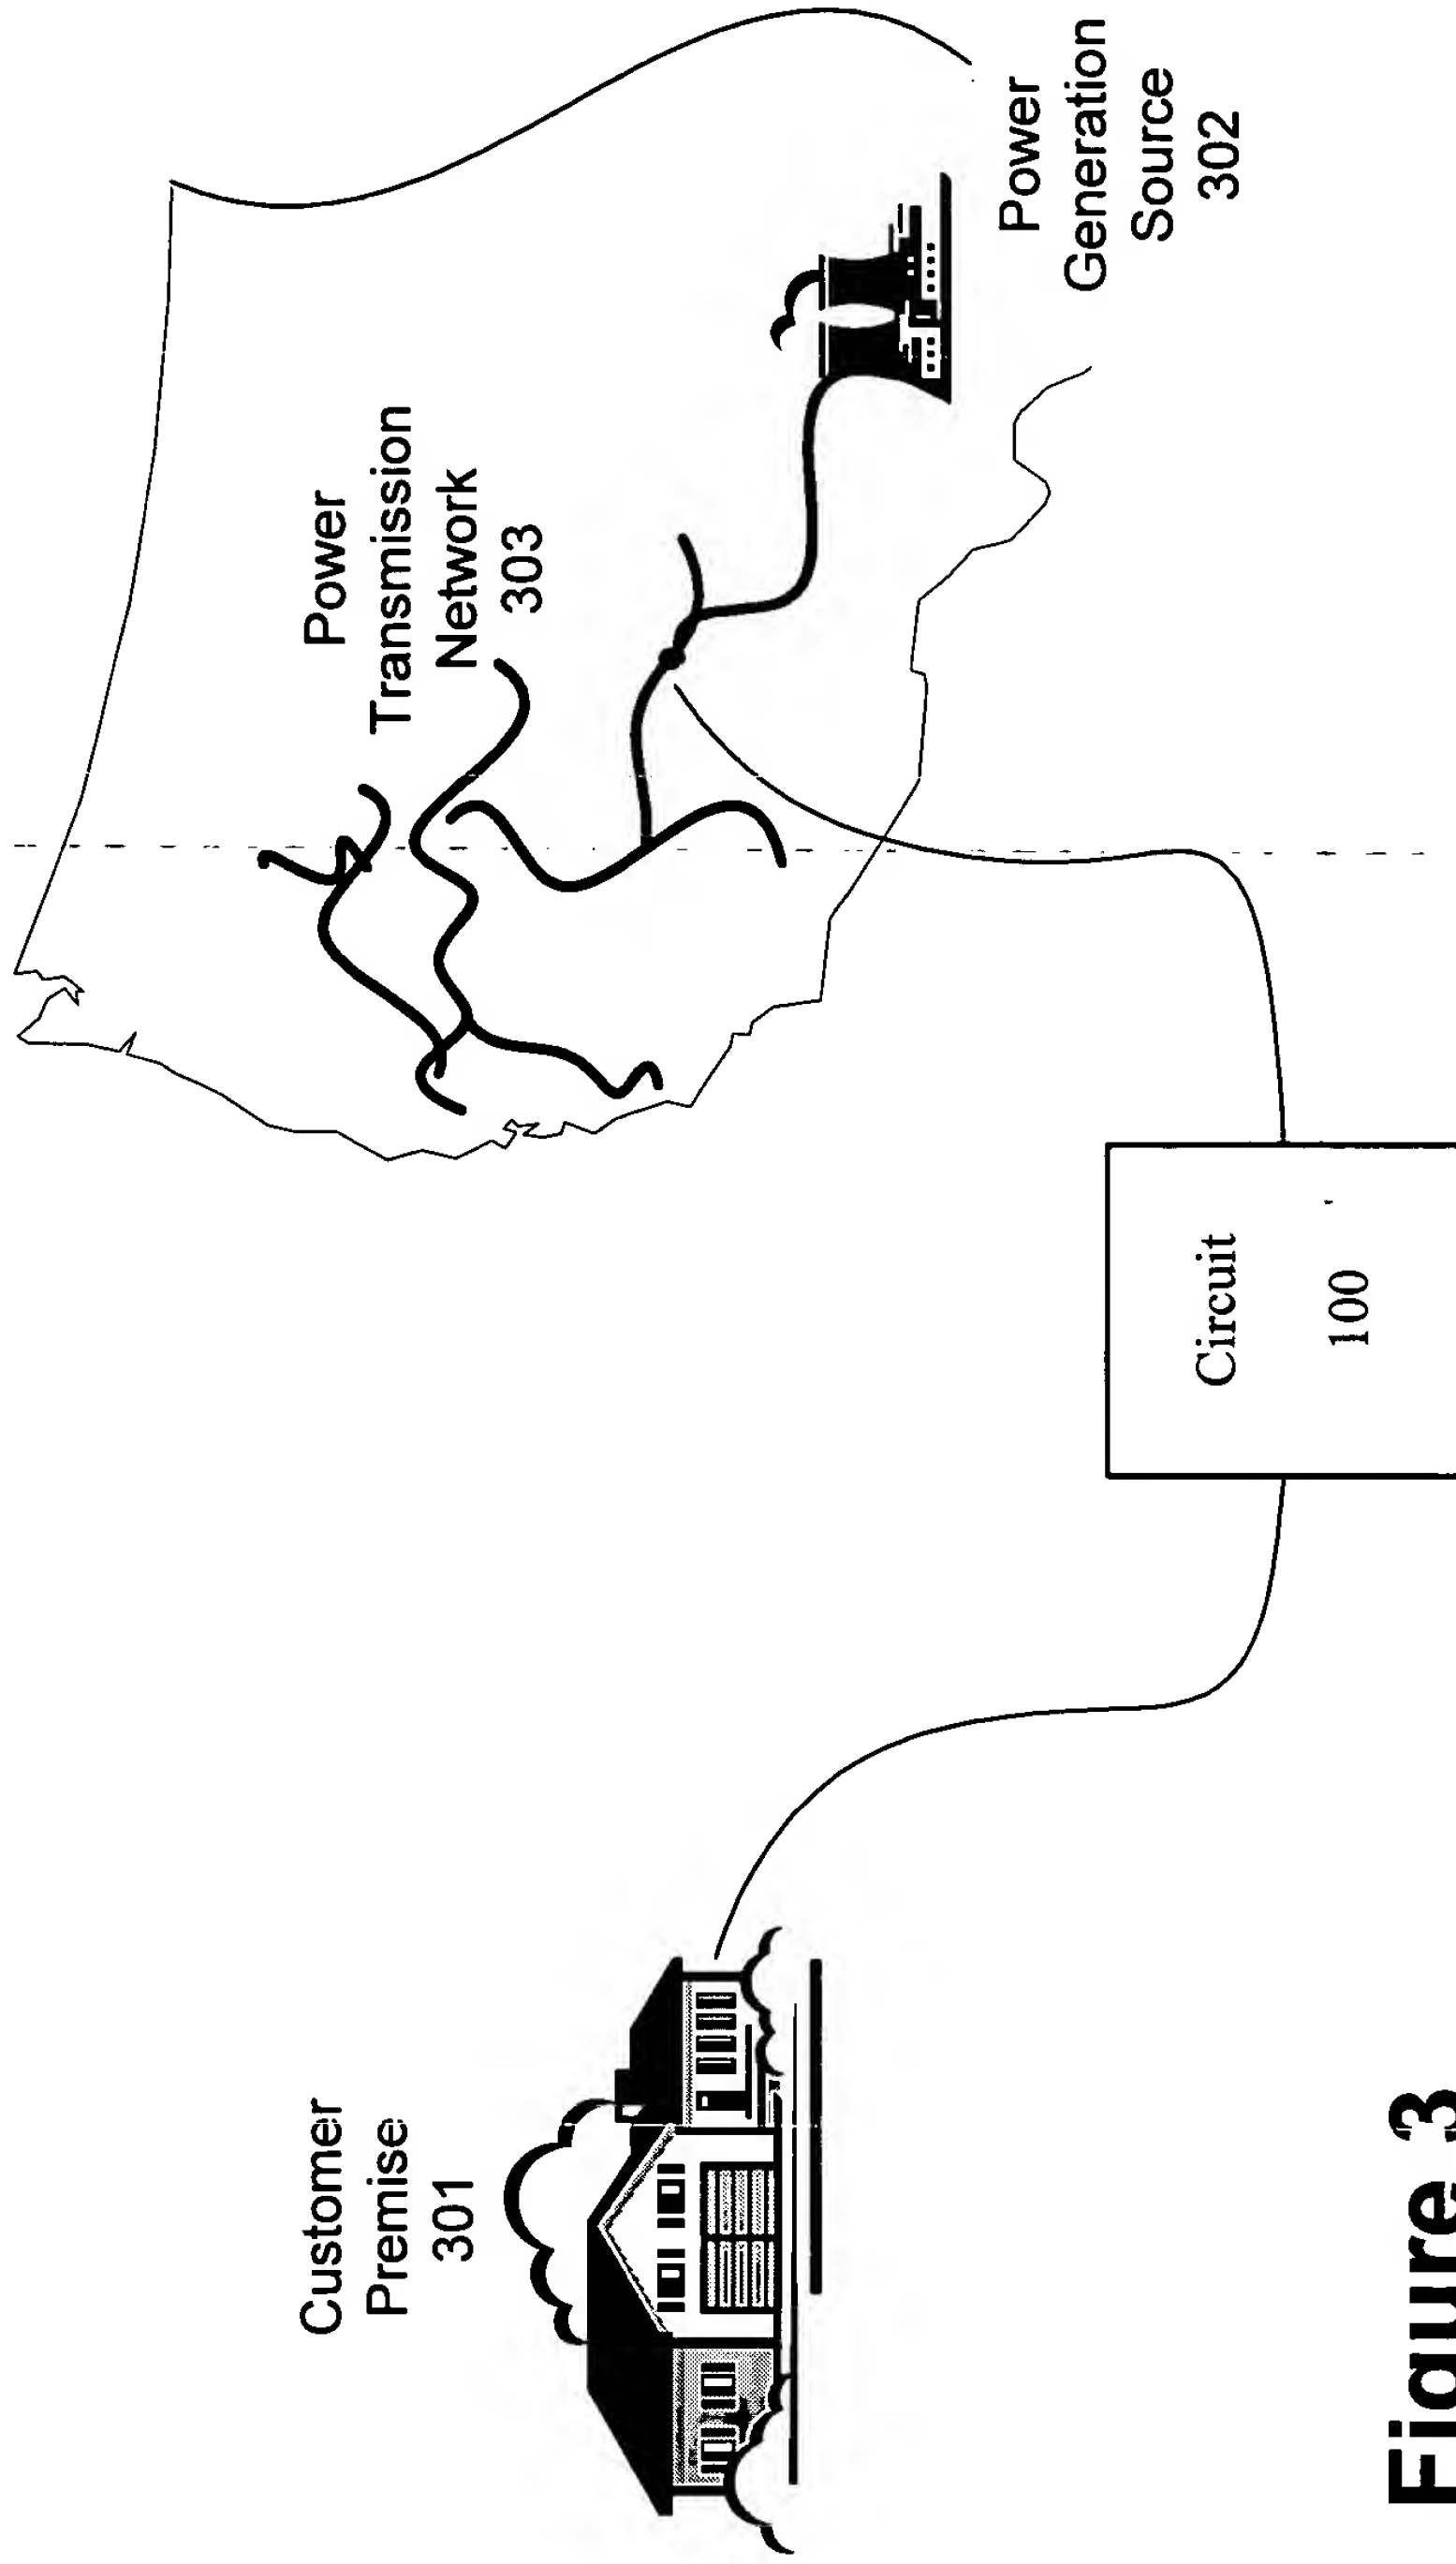 Customer
Premise
301
Power
Transmission
Network
303
Power
Generation
Source
302
Circuit
100
Figure 3